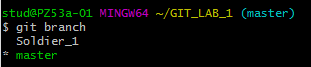 stud@PZ53a-01 MINGW64 ~/GIT_LAB_1 (master)
$ git branch
  Soldier_1
* master